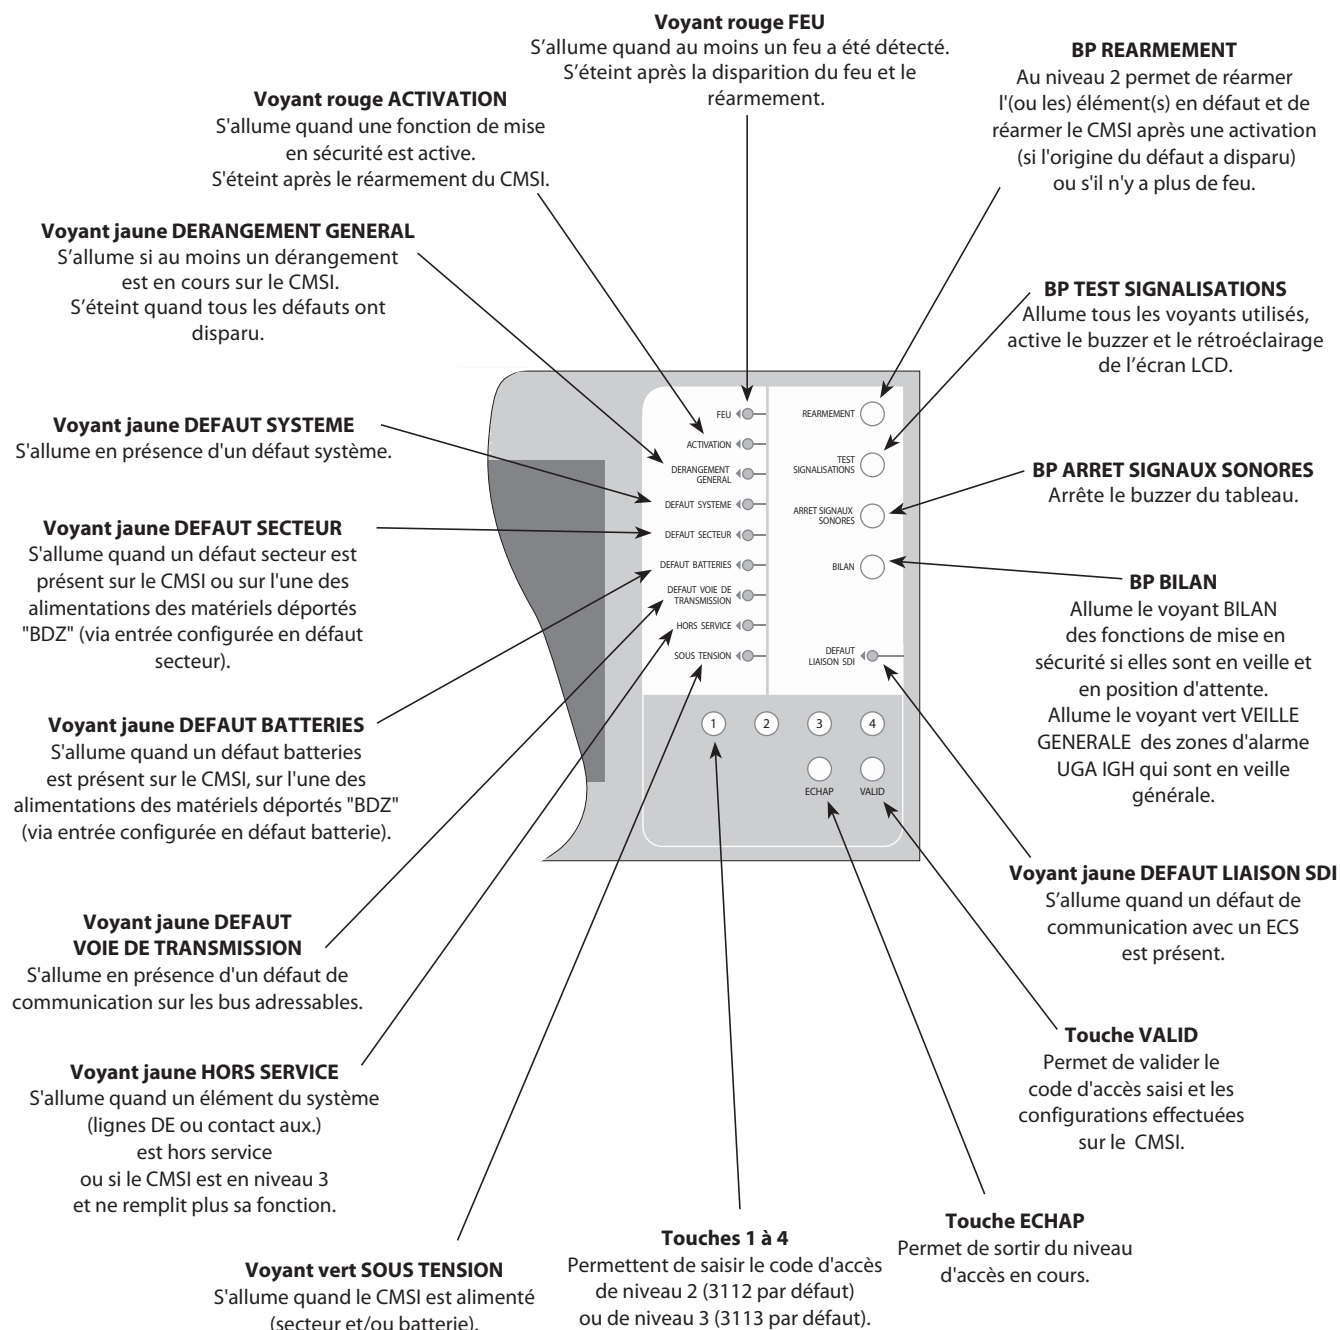 Voyant rouge FEU
S’allume quand au moins un feu a été détecté.
S’éteint après la disparition du feu et le
réarmement.
BP REARMEMENT
Au niveau 2 permet de réarmer
l'(ou les) élément(s) en défaut et de
réarmer le CMSI après une activation
(si l'origine du défaut a disparu)
ou s'il n'y a plus de feu.
Voyant rouge ACTIVATION
S'allume quand une fonction de mise
en sécurité est active.
S'éteint après le réarmement du CMSI.
Voyant jaune DERANGEMENT GENERAL
S’allume si au moins un dérangement
est en cours sur le CMSI.
S’éteint quand tous les défauts ont
disparu.
BP TEST SIGNALISATIONS
Allume tous les voyants utilisés,
active le buzzer et le rétroéclairage
de l’écran LCD.
Voyant jaune DEFAUT SYSTEME
S'allume en présence d'un défaut système.
BP ARRET SIGNAUX SONORES
Arrête le buzzer du tableau.
Voyant jaune DEFAUT SECTEUR
S'allume quand un défaut secteur est
présent sur le CMSI ou sur l'une des
alimentations des matériels déportés
"BDZ" (via entrée configurée en défaut
secteur).
BP BILAN
Allume le voyant BILAN
des fonctions de mise en
sécurité si elles sont en veille et
en position d'attente.
Allume le voyant vert VEILLE
GENERALE des zones d'alarme
UGA IGH qui sont en veille
générale.
Voyant jaune DEFAUT BATTERIES
S'allume quand un défaut batteries
est présent sur le CMSI, sur l'une des
alimentations des matériels déportés "BDZ"
(via entrée configurée en défaut batterie).
FEU
ACTIVATION
DERANGEMENT
GENERAL
DEFAUT SYSTEME
DEFAUT SECTEUR
DEFAUT BATTERIES
DEFAUT VOIE DE
TRANSMISSION
HORS SERVICE
SOUS TENSION
REARMEMENT
TEST
SIGNALISATIONS
ARRET SIGNAUX
SONORES
BILAN
DEFAUT
LIAISON SDI
1 2 3 4
ECHAP VALID
Voyant jaune DEFAUT LIAISON SDI
S’allume quand un défaut de
communication avec un ECS
est présent.
Voyant jaune DEFAUT
VOIE DE TRANSMISSION
S'allume en présence d'un défaut de
communication sur les bus adressables.
Touche VALID
Permet de valider le
code d'accès saisi et les
configurations effectuées
sur le CMSI.
Voyant jaune HORS SERVICE
S'allume quand un élément du système
(lignes DE ou contact aux.)
est hors service
ou si le CMSI est en niveau 3
et ne remplit plus sa fonction.
Touche ECHAP
Permet de sortir du niveau
d'accès en cours.
Touches 1 à 4
Permettent de saisir le code d'accès
de niveau 2 (3112 par défaut)
ou de niveau 3 (3113 par défaut).
Voyant vert SOUS TENSION
S'allume quand le CMSI est alimenté
(secteur et/ou batterie).